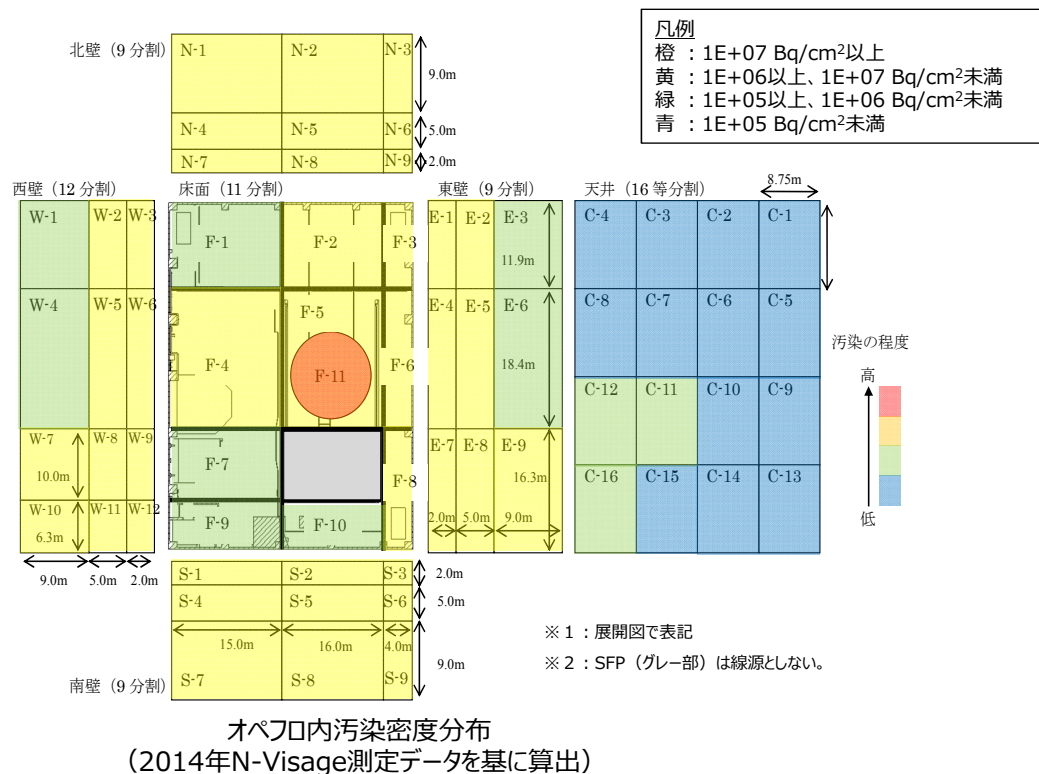 凡例
橙 : 1E+07 Bq/cm²以上
黄 : 1E+06以上、1E+07 Bq/cm²未満
緑 : 1E+05以上、1E+06 Bq/cm²未満
青 : 1E+05 Bq/cm²未満
北壁 (9 分割)
N-1 N-2 N-3
9.0m
N-4 N-5 N-6
5.0m
N-7 N-8 N-9
2.0m
西壁 (12 分割)
W-1 W-2 W-3
W-4 W-5 W-6
W-7 W-8 W-9
10.0m
W-10 W-11 W-12
6.3m
9.0m 5.0m 2.0m
床面 (11 分割)
F-1 F-2 F-3
F-5
F-4 F-11 F-6
F-7 F-8
F-9 F-10
東壁 (9 分割)
E-1 E-2 E-3
11.9m
E-4 E-5 E-6
18.4m
E-7 E-8 E-9
16.3m
2.0m 5.0m 9.0m
天井 (16 等分割)
8.75m
C-4 C-3 C-2 C-1
C-8 C-7 C-6 C-5
C-12 C-11 C-10 C-9
C-16 C-15 C-14 C-13
汚染の程度
高
低
S-1 S-2 S-3
2.0m
S-4 S-5 S-6
5.0m
15.0m 16.0m 4.0m
9.0m
S-7 S-8 S-9
南壁 (9 分割)
※１：展開図で表記
※２：SFP（グレー部）は線源としない。
オペフロ内汚染密度分布
（2014年N-Visage測定データを基に算出）